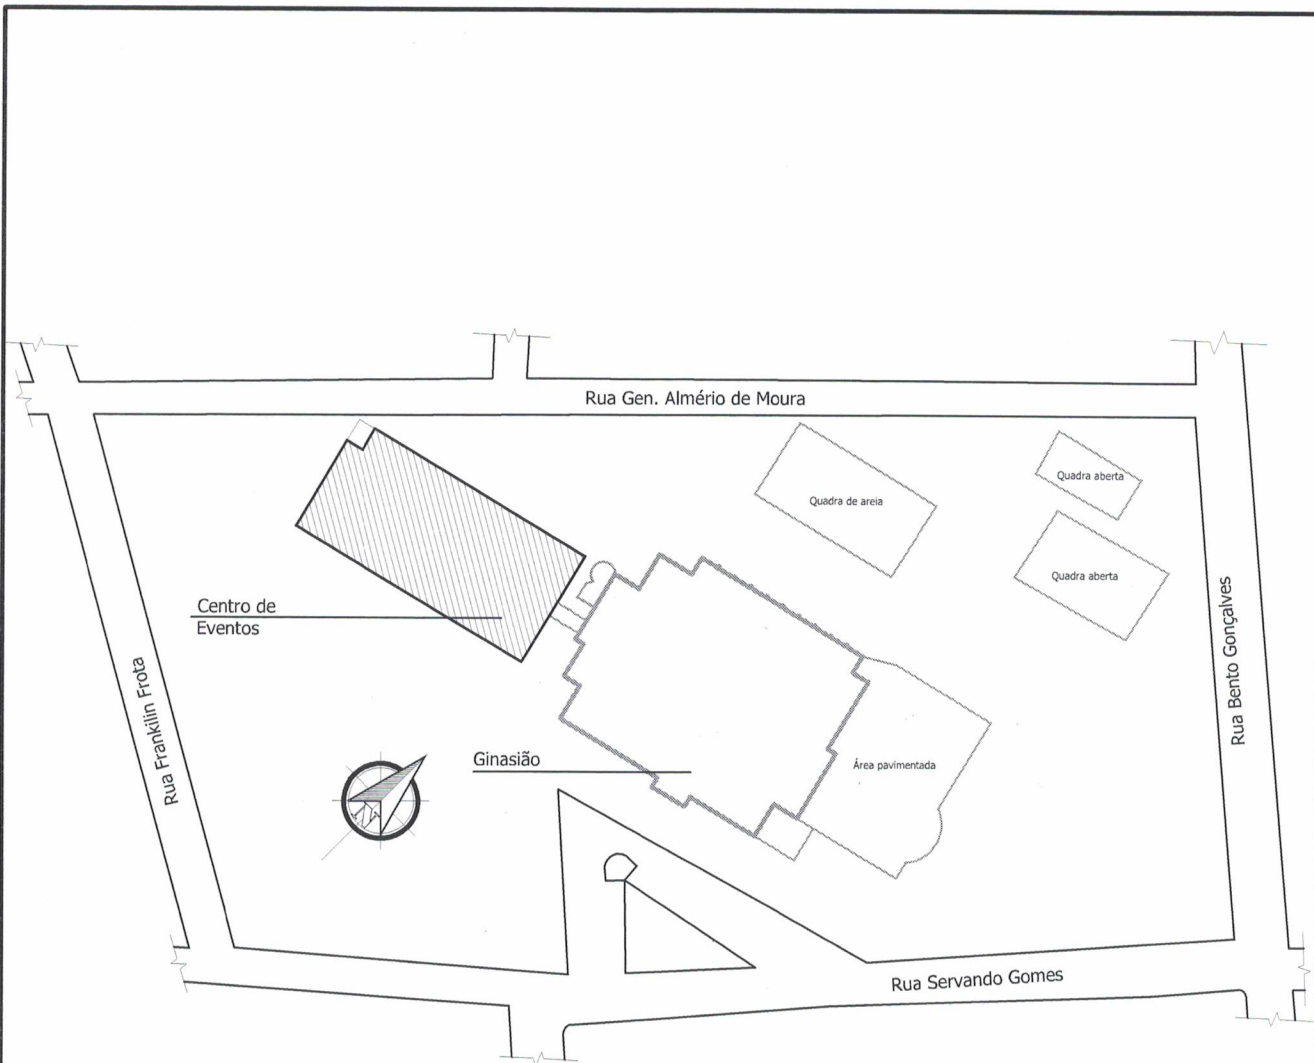 Rua Gen. Almério de Moura
Quadra aberta
Quadra de areia
Quadra aberta
Centro de
Eventos
Rua Bento Gonçalves
Rua Frankilin Frota
Ginasião
Área pavimentada
Rua Servando Gomes